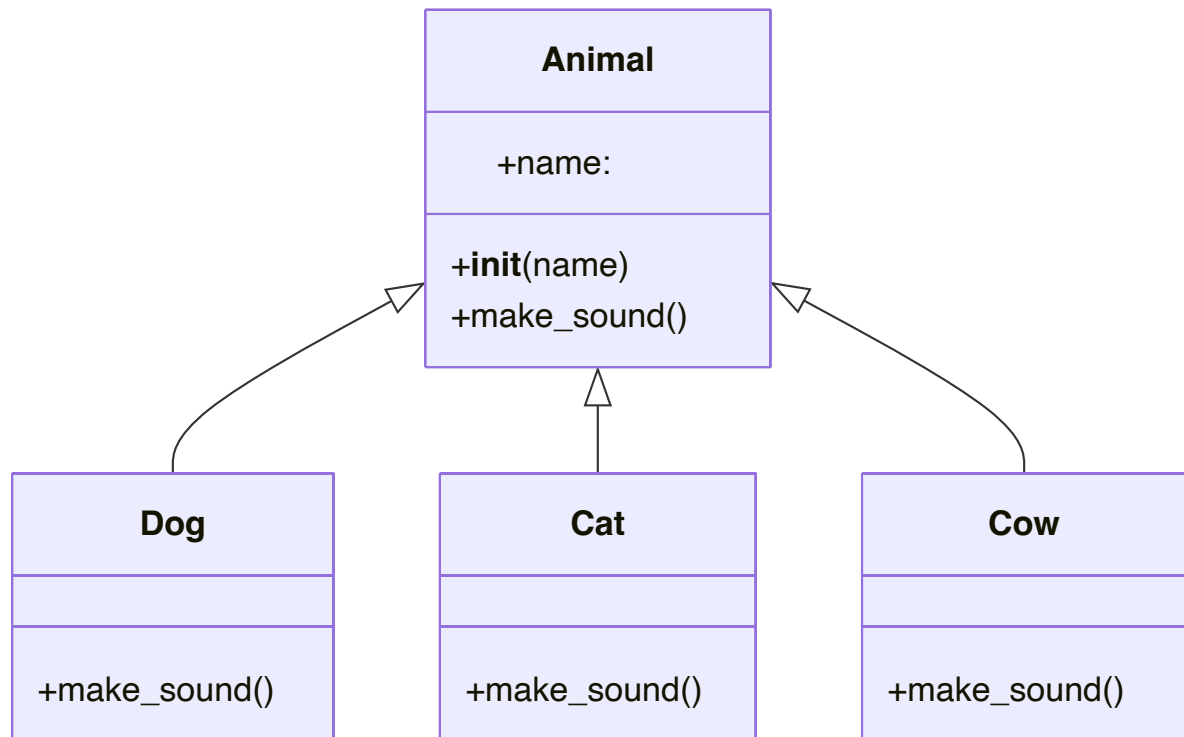 Animal
+name:
+init(name)
+make_sound()
Dog
Cat
Cow
+make_sound()
+make_sound()
+make_sound()